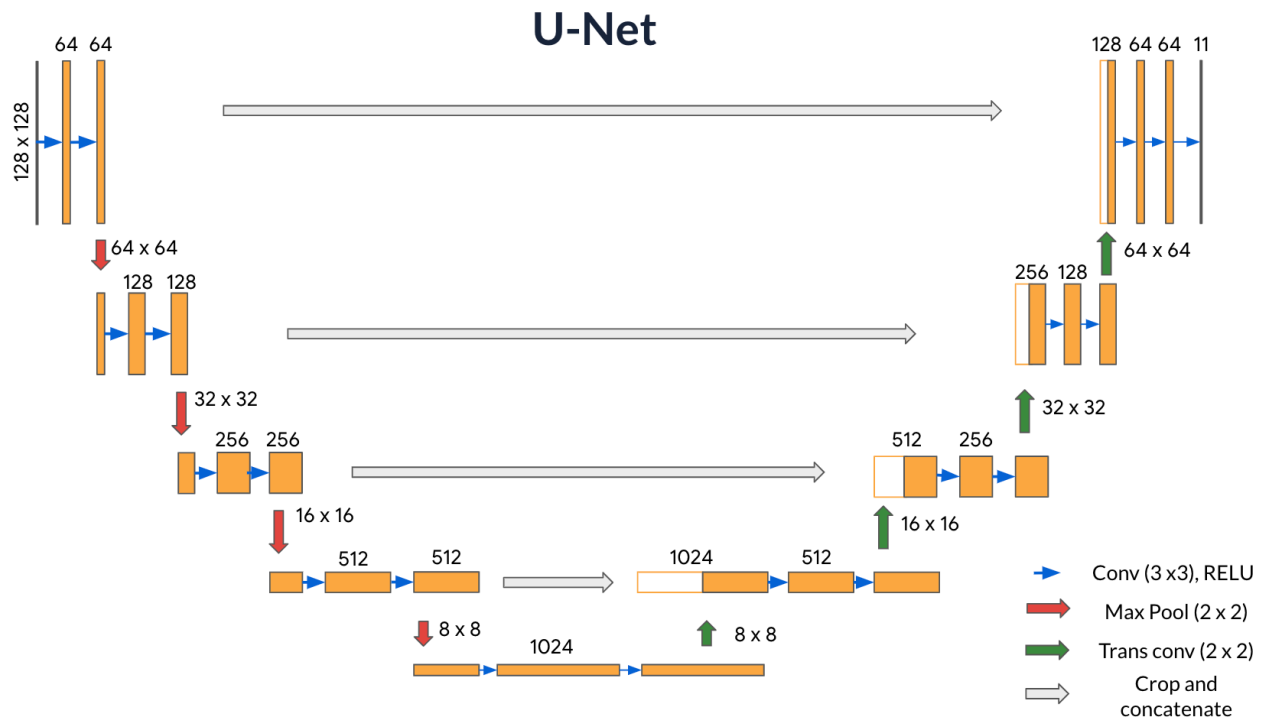 U-Net
64 64
128 64 64 11
128 x 128
64 x 64
64 x 64
128 128
256 128
32 x 32
32 x 32
256 256
512 256
16 x 16
16 x 16
512 512
1024 512
8 x 8
8 x 8
1024
Conv (3 x3), RELU
Max Pool (2 x 2)
Trans conv (2 x 2)
Crop and
concatenate